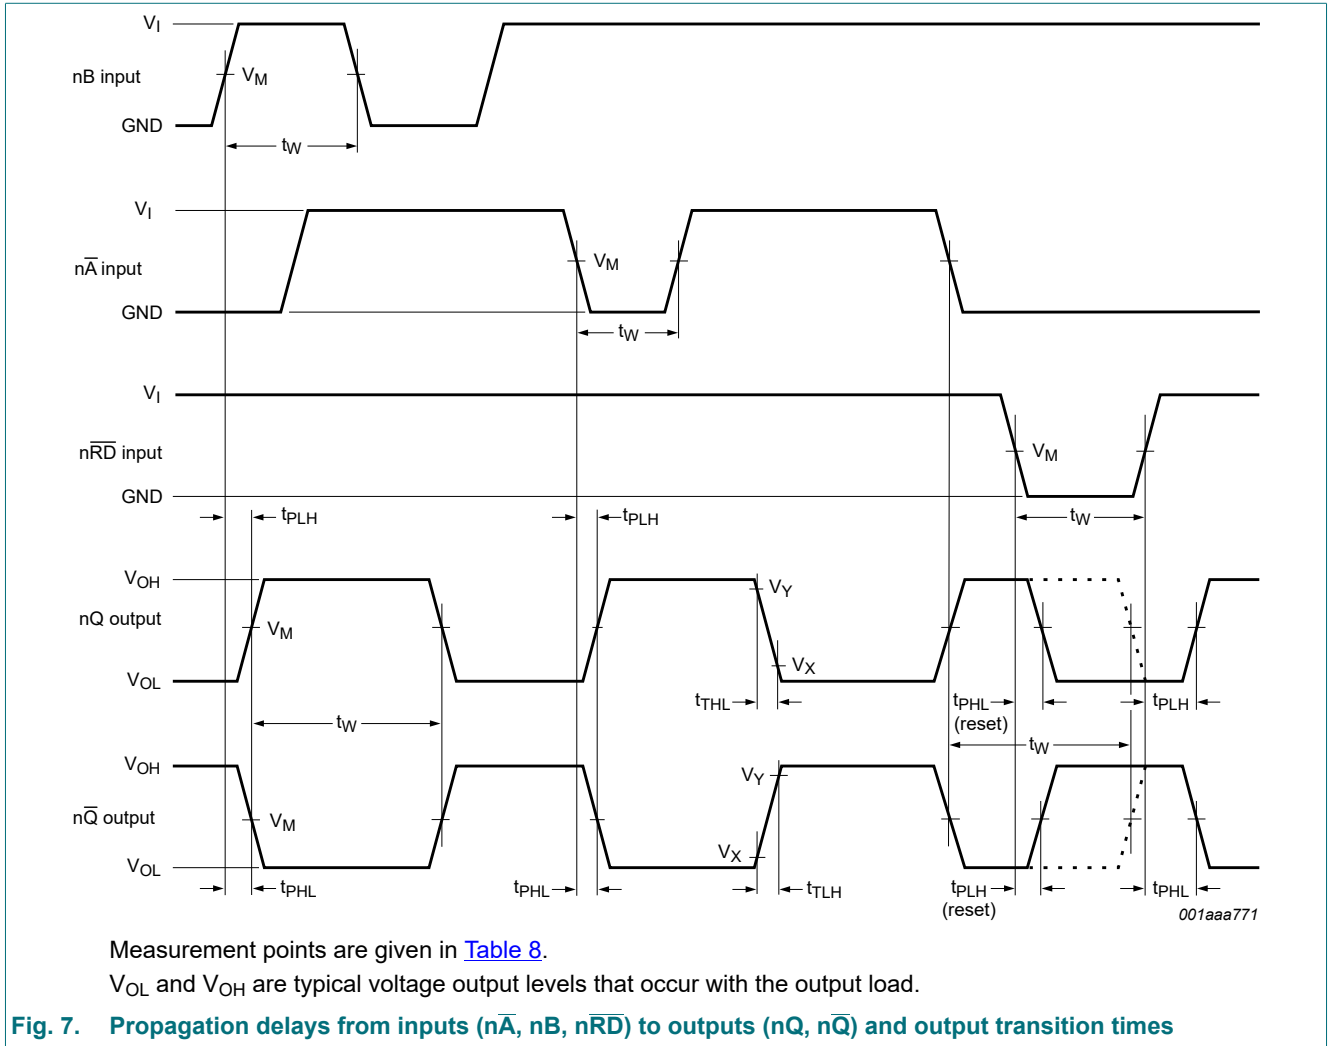 VI
nB input
VM
GND
tW
VI
nA̅ input
VM
GND
tW
VI
nR̅D̅ input
VM
GND
tPLH
tPLH
tW
VOH
VY
nQ output
VM
VX
VOL
tTHL
tPHL
(reset)
tPLH
tW
tW
VOH
VY
nQ̅ output
VM
VX
VOL
tPHL
tPHL
tTLH
tPLH
(reset)
tPHL
001aaa771
Measurement points are given in Table 8.
VOL and VOH are typical voltage output levels that occur with the output load.
Fig. 7. Propagation delays from inputs (nA̅, nB, nR̅D̅) to outputs (nQ, nQ̅) and output transition times